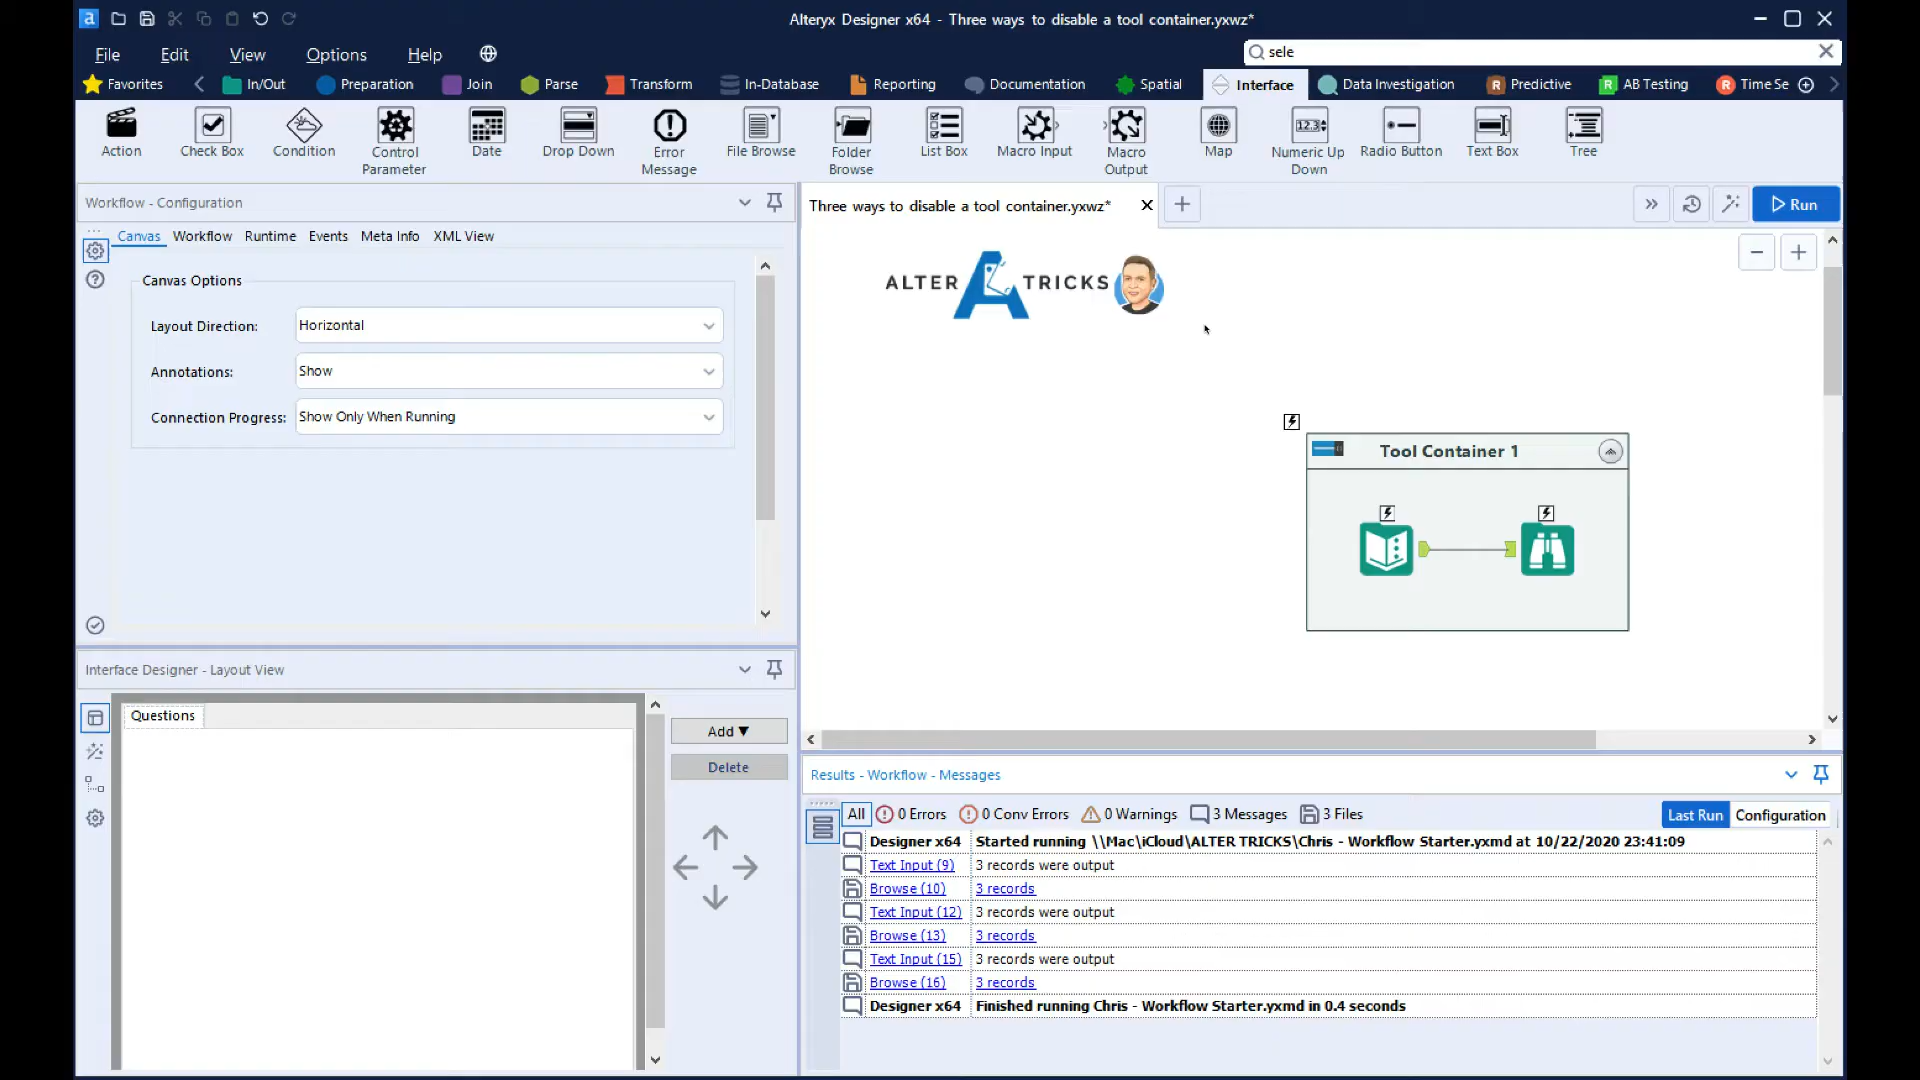 Alteryx Designer x64 - Three ways to disable a tool container.yxwz*
File Edit View Options Help
sele
Favorites In/Out Preparation Join Parse Transform In-Database Reporting Documentation Spatial Interface Data Investigation Predictive AB Testing Time Se
Action Check Box Condition Control Parameter Date Drop Down Error Message File Browse Folder Browse List Box Macro Input Macro Output Map Numeric Up Down Radio Button Text Box Tree
Workflow - Configuration
Three ways to disable a tool container.yxwz*
Run
Canvas Workflow Runtime Events Meta Info XML View
Canvas Options
Layout Direction: Horizontal
Annotations: Show
Connection Progress: Show Only When Running
ALTER A TRICKS
Tool Container 1
Interface Designer - Layout View
Questions
Add ▼
Delete
Results - Workflow - Messages
All 0 Errors 0 Conv Errors 0 Warnings 3 Messages 3 Files Last Run Configuration
Designer x64 Started running \\Mac\iCloud\ALTER TRICKS\Chris - Workflow Starter.yxmd at 10/22/2020 23:41:09
Text Input (9) 3 records were output
Browse (10) 3 records
Text Input (12) 3 records were output
Browse (13) 3 records
Text Input (15) 3 records were output
Browse (16) 3 records
Designer x64 Finished running Chris - Workflow Starter.yxmd in 0.4 seconds